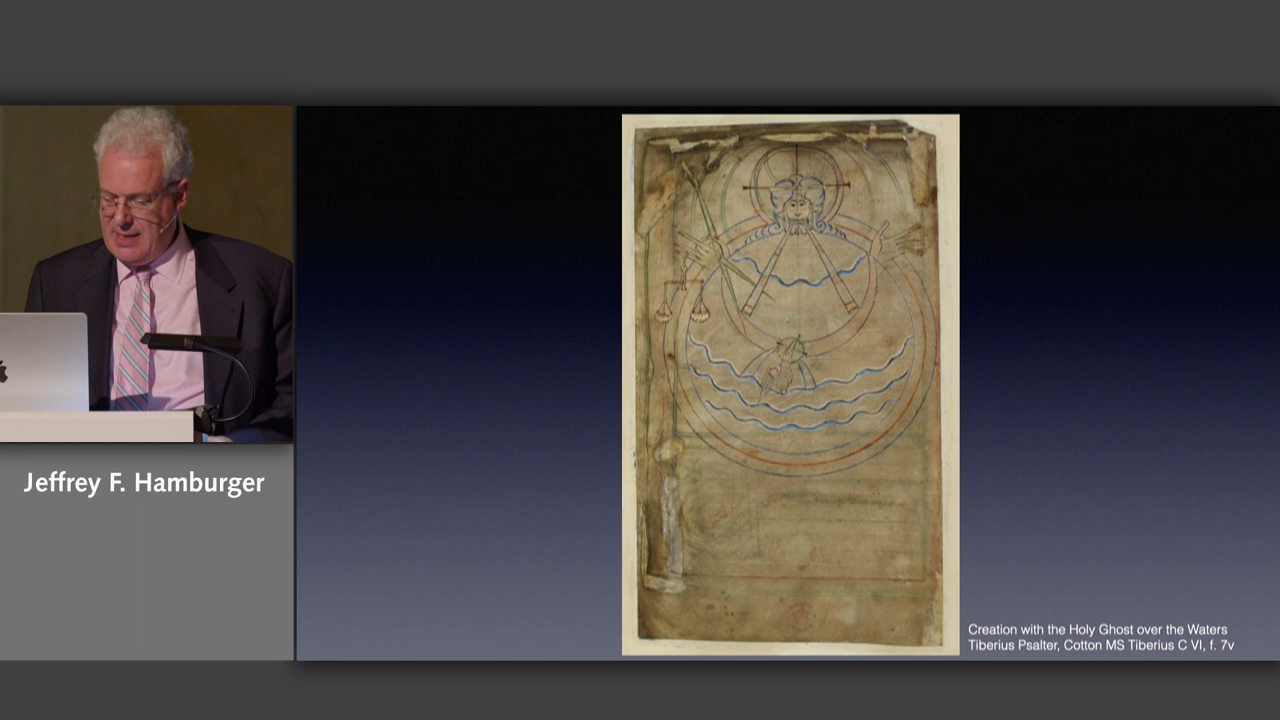 Jeffrey F. Hamburger
Creation with the Holy Ghost over the Waters
Tiberius Psalter, Cotton MS Tiberius C VI, f. 7v